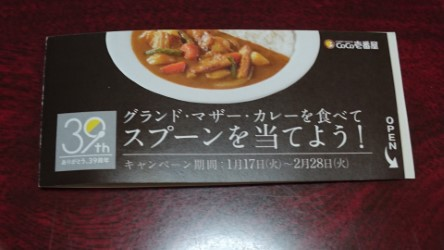 CoCo壱番屋
グランド・マザー・カレーを食べて
スプーンを当てよう!
キャンペーン期間:1月17日(火)～2月28日(火)
39th
ありがとう、39周年
OPEN